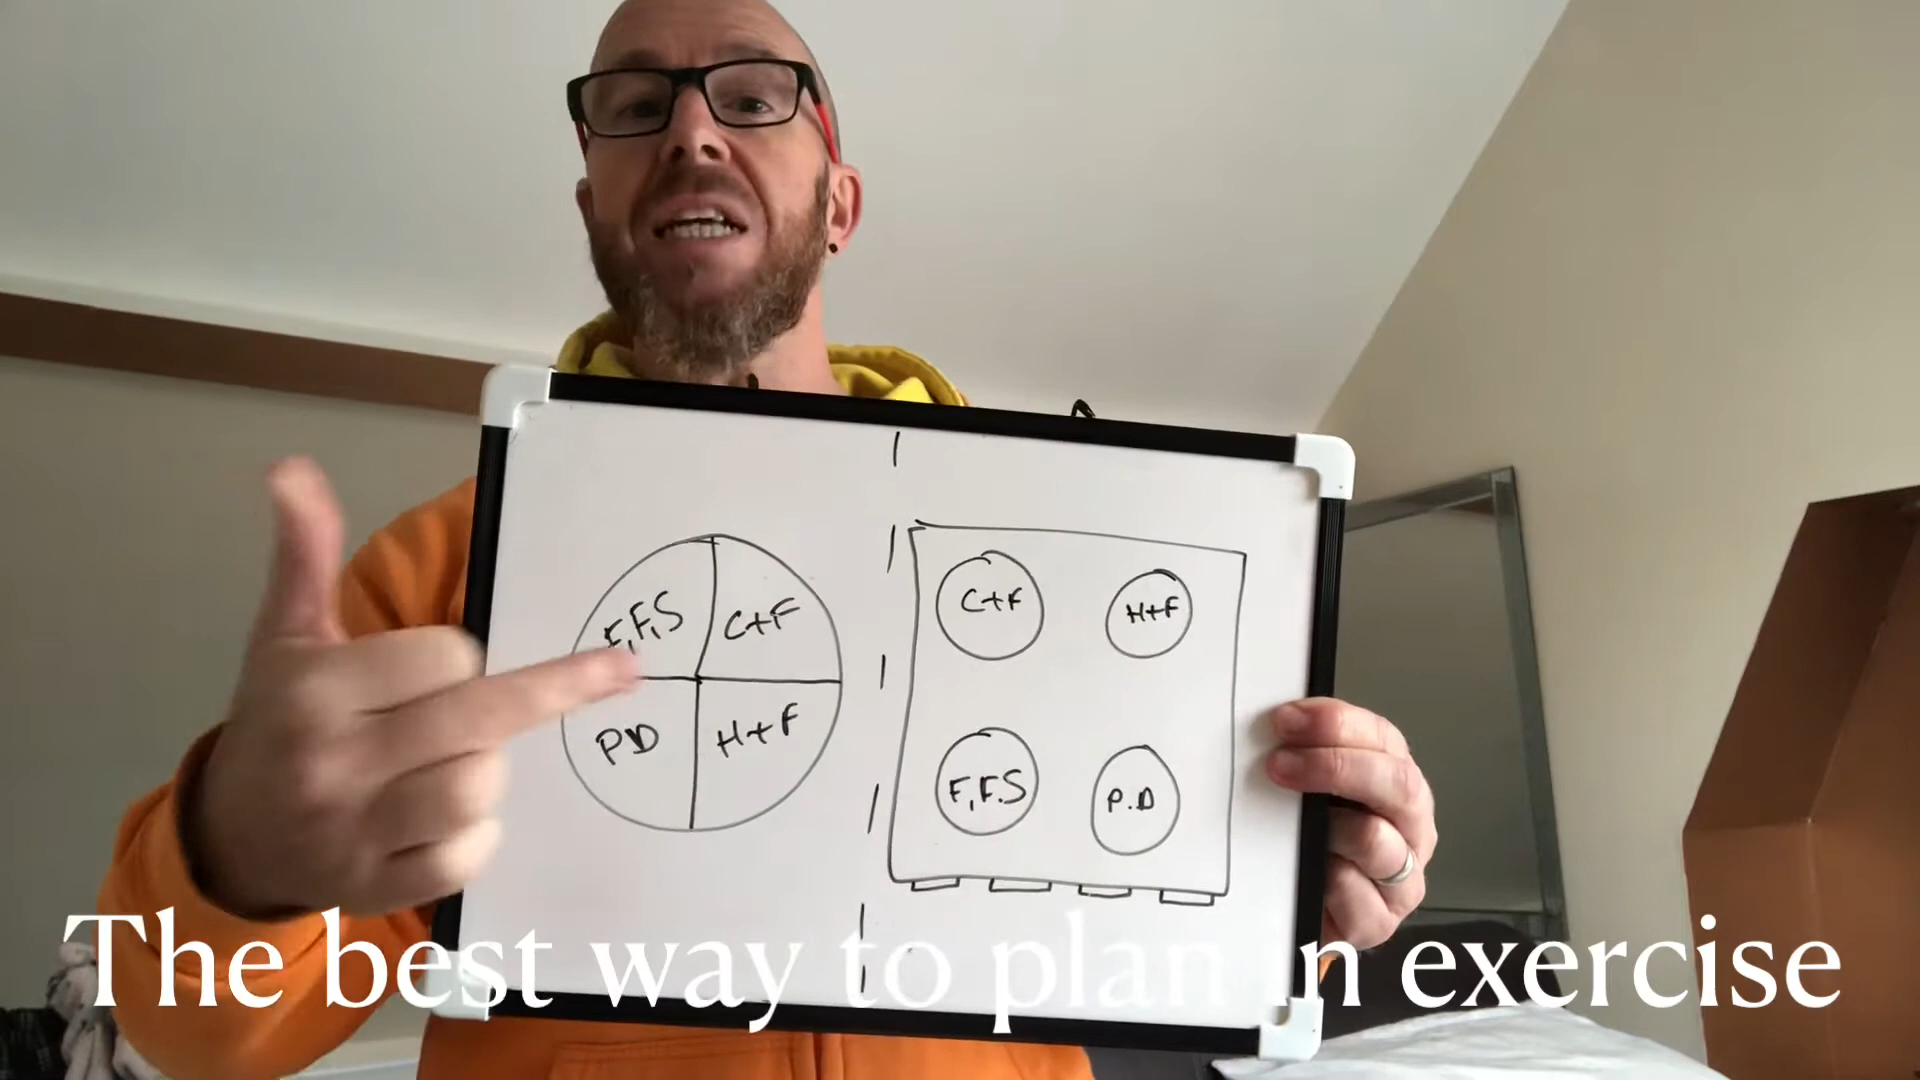 F,F,S
C+F
PD
H+F
C+F
H+F
F,F.S
P.D
The best way to plan in exercise